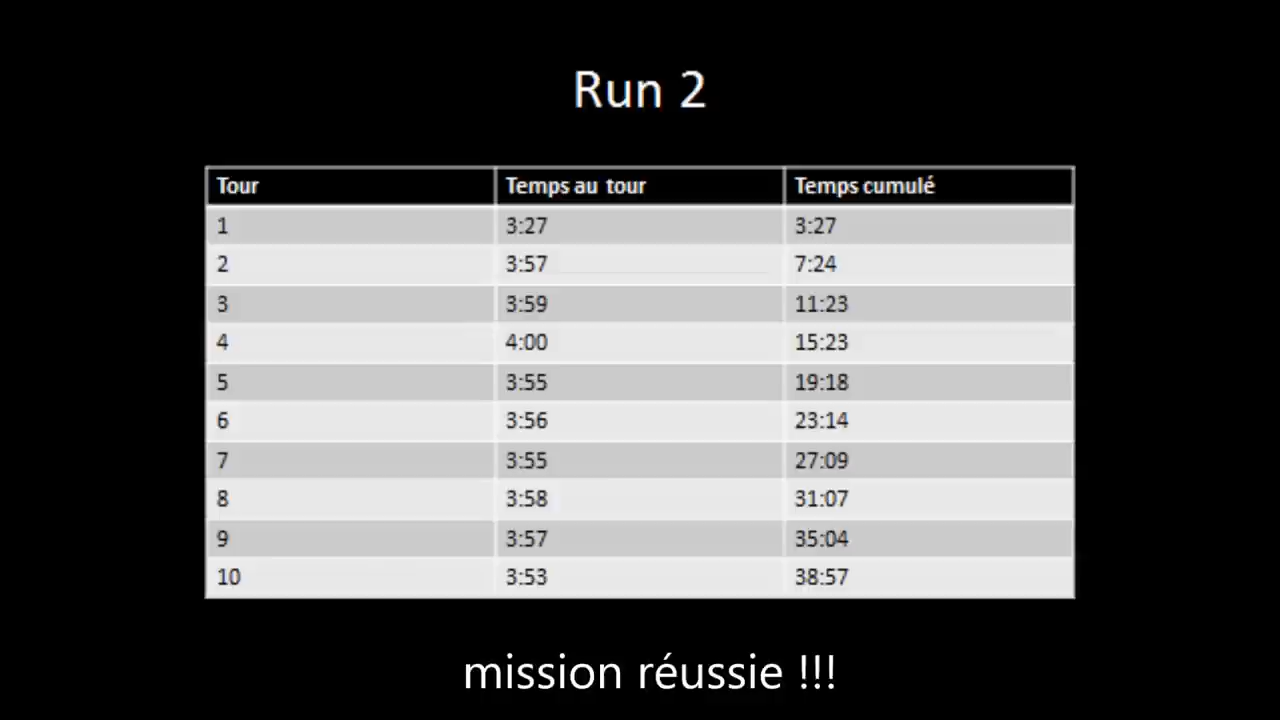 Run 2
Tour Temps au tour Temps cumulé
1 3:27 3:27
2 3:57 7:24
3 3:59 11:23
4 4:00 15:23
5 3:55 19:18
6 3:56 23:14
7 3:55 27:09
8 3:58 31:07
9 3:57 35:04
10 3:53 38:57
mission réussie !!!